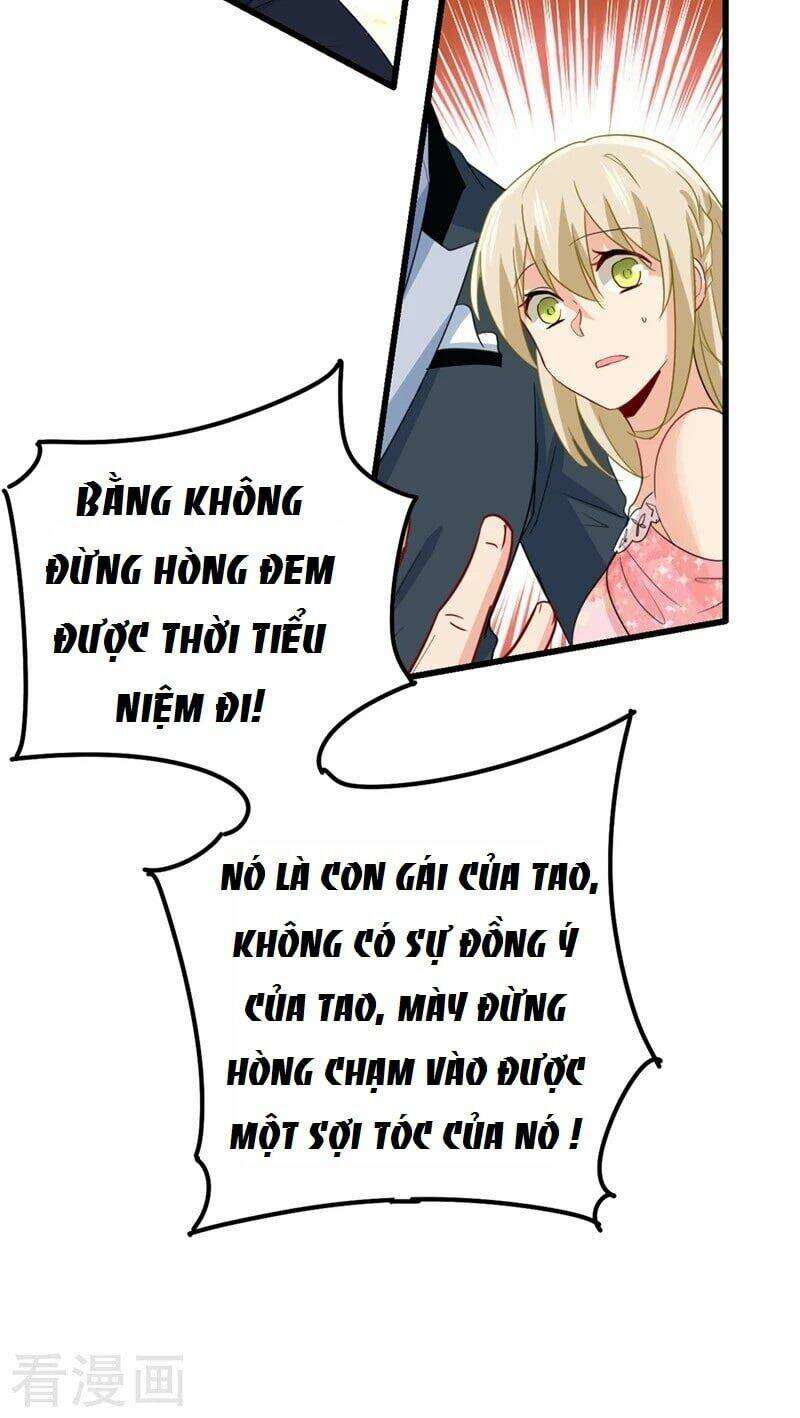 BẰNG KHÔNG
ĐỪNG HÒNG ĐEM
ĐƯỢC THỜI TIỂU
NIỆM ĐI!
NÓ LÀ CON GÁI CỦA TAO,
KHÔNG CÓ SỰ ĐỒNG Ý
CỦA TAO, MÀY ĐỪNG
HÒNG CHẠM VÀO ĐƯỢC
MỘT SỢI TÓC CỦA NÓ !
看漫画